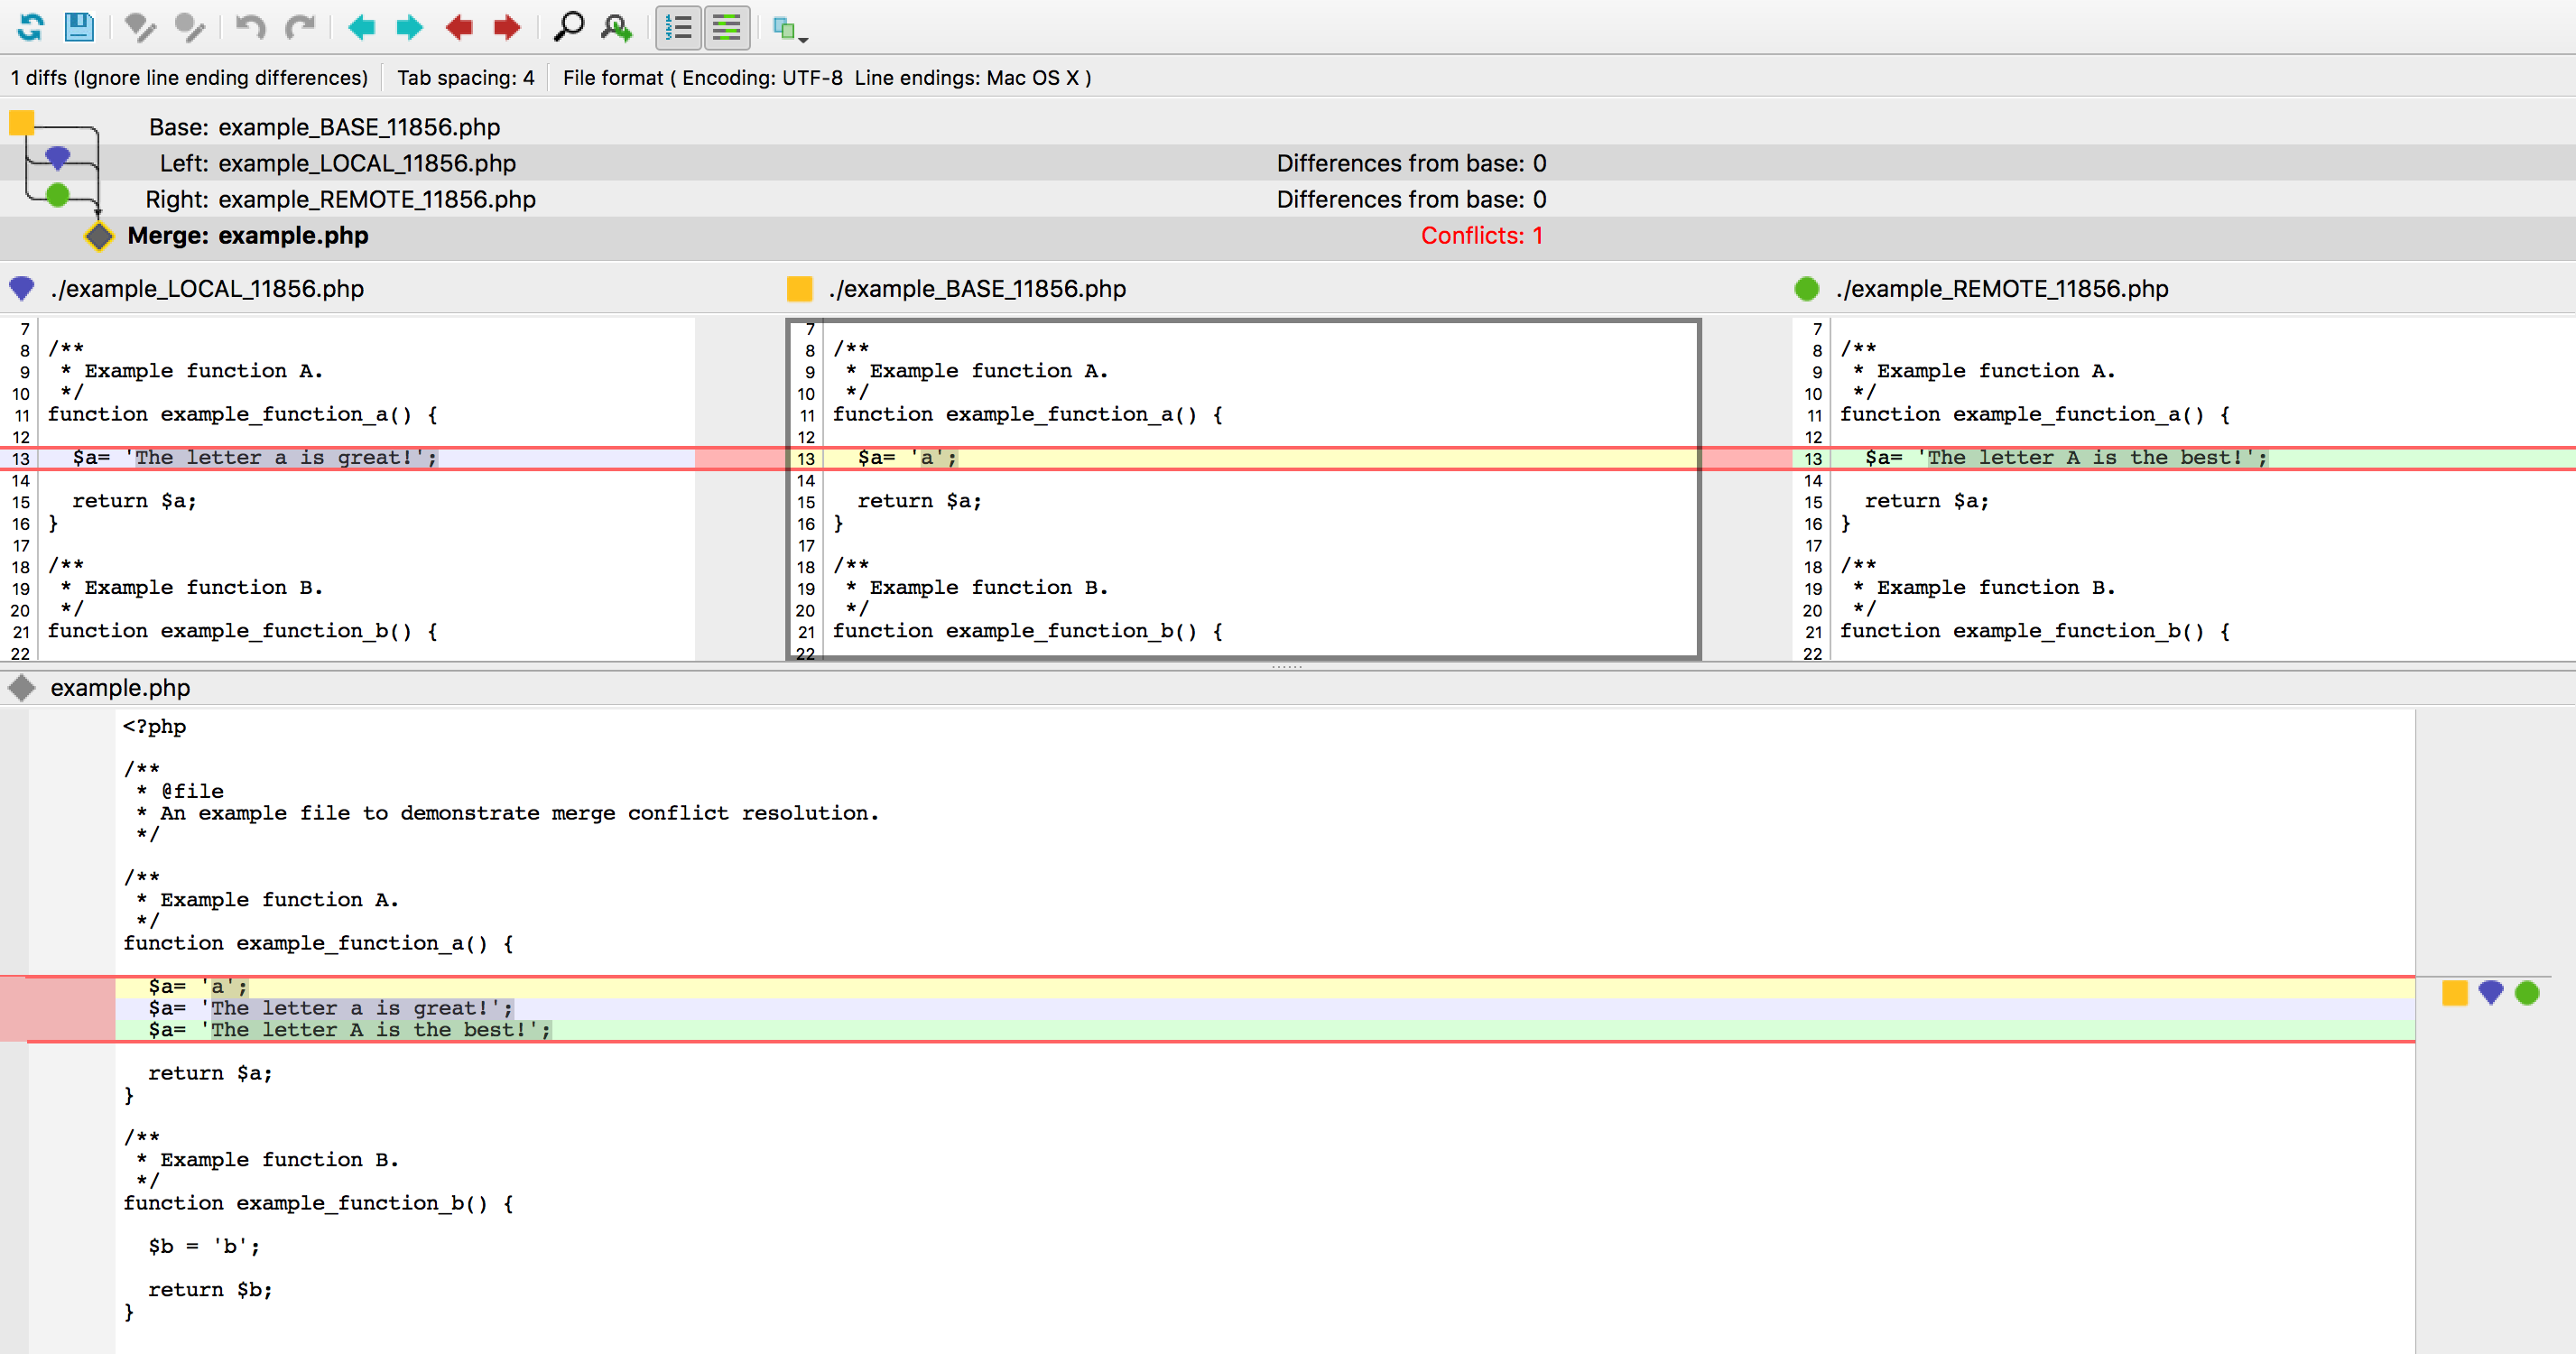 1 diffs (Ignore line ending differences) Tab spacing: 4 File format ( Encoding: UTF-8 Line endings: Mac OS X )
Base: example_BASE_11856.php
Left: example_LOCAL_11856.php Differences from base: 0
Right: example_REMOTE_11856.php Differences from base: 0
Merge: example.php Conflicts: 1
./example_LOCAL_11856.php
7
8 /**
9  * Example function A.
10  */
11 function example_function_a() {
12
13   $a= 'The letter a is great!';
14
15   return $a;
16 }
17
18 /**
19  * Example function B.
20  */
21 function example_function_b() {
22
./example_BASE_11856.php
7
8 /**
9  * Example function A.
10  */
11 function example_function_a() {
12
13   $a= 'a';
14
15   return $a;
16 }
17
18 /**
19  * Example function B.
20  */
21 function example_function_b() {
22
./example_REMOTE_11856.php
7
8 /**
9  * Example function A.
10  */
11 function example_function_a() {
12
13   $a= 'The letter A is the best!';
14
15   return $a;
16 }
17
18 /**
19  * Example function B.
20  */
21 function example_function_b() {
22
example.php
<?php
/**
 * @file
 * An example file to demonstrate merge conflict resolution.
 */
/**
 * Example function A.
 */
function example_function_a() {
  $a= 'a';
  $a= 'The letter a is great!';
  $a= 'The letter A is the best!';
  return $a;
}
/**
 * Example function B.
 */
function example_function_b() {
  $b = 'b';
  return $b;
}